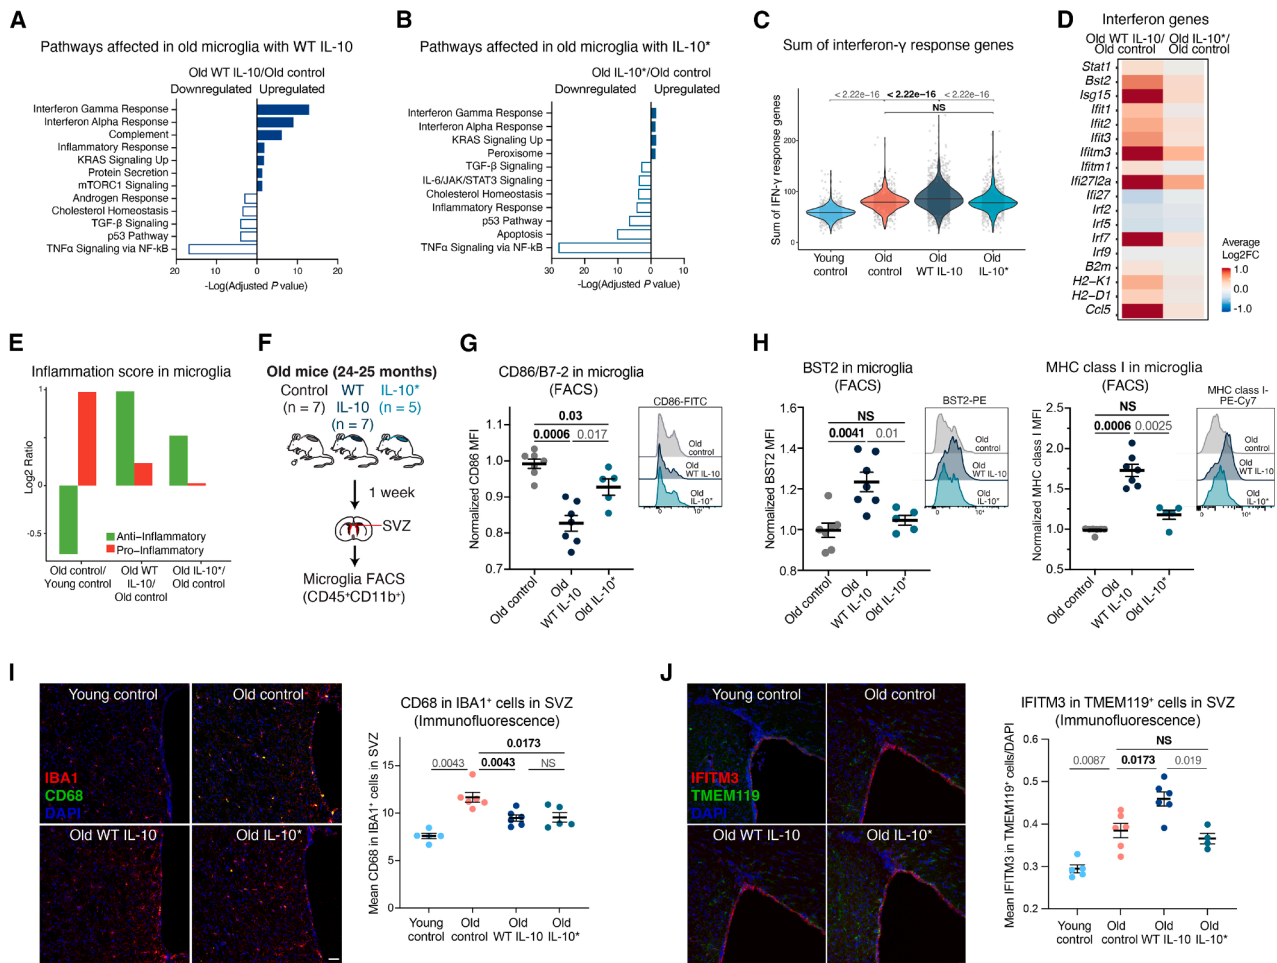 A
Pathways affected in old microglia with WT IL-10
Old WT IL-10/Old control
Downregulated Upregulated
Interferon Gamma Response
Interferon Alpha Response
Complement
Inflammatory Response
KRAS Signaling Up
Protein Secretion
mTORC1 Signaling
Androgen Response
Cholesterol Homeostasis
TGF-β Signaling
p53 Pathway
TNFα Signaling via NF-kB
20 10 0 10 20
-Log(Adjusted P value)
B
Pathways affected in old microglia with IL-10*
Old IL-10*/Old control
Downregulated Upregulated
Interferon Gamma Response
Interferon Alpha Response
KRAS Signaling Up
Peroxisome
TGF-β Signaling
IL-6/JAK/STAT3 Signaling
Cholesterol Homeostasis
Inflammatory Response
p53 Pathway
Apoptosis
TNFα Signaling via NF-kB
30 20 10 0 10
-Log(Adjusted P value)
C
Sum of interferon-γ response genes
< 2.22e−16 < 2.22e−16 < 2.22e−16
NS
Sum of IFN-γ response genes
200
100
0
Young control
Old control
Old WT IL-10
Old IL-10*
D
Interferon genes
Old WT IL-10/ Old control
Old IL-10*/ Old control
Stat1
Bst2
Isg15
Ifit1
Ifit2
Ifit3
Ifitm3
Ifitm1
Ifi27l2a
Ifi27
Irf2
Irf5
Irf7
Irf9
B2m
H2−K1
H2−D1
Ccl5
Average
Log2FC
1.0
0.0
-1.0
E
Inflammation score in microglia
Log2 Ratio
1
0
-0.5
Anti−Inflammatory
Pro−Inflammatory
Old control/ Young control
Old WT IL-10/ Old control
Old IL-10*/ Old control
F
Old mice (24-25 months)
Control (n = 7)
WT IL-10 (n = 7)
IL-10* (n = 5)
1 week
SVZ
Microglia FACS
(CD45+CD11b+)
G
CD86/B7-2 in microglia
(FACS)
0.03
0.0006 0.017
Normalized CD86 MFI
1.1
1.0
0.9
0.8
0.7
Old control
Old WT IL-10
Old IL-10*
CD86-FITC
Old control
Old WT IL-10
Old IL-10*
H
BST2 in microglia
(FACS)
NS
0.0041 0.01
Normalized BST2 MFI
1.6
1.4
1.2
1.0
0.8
Old control
Old WT IL-10
Old IL-10*
BST2-PE
Old control
Old WT IL-10
Old IL-10*
MHC class I in microglia
(FACS)
NS
0.0006 0.0025
Normalized MHC class I MFI
2.5
2.0
1.5
1.0
0.5
Old control
Old WT IL-10
Old IL-10*
MHC class I-
PE-Cy7
Old control
Old WT IL-10
Old IL-10*
I
Young control
Old control
IBA1
CD68
DAPI
Old WT IL-10
Old IL-10*
CD68 in IBA1+ cells in SVZ
(Immunofluorescence)
0.0173
0.0043 0.0043 NS
Mean CD68 in IBA1+ cells in SVZ
15
10
5
0
Young control
Old control
Old WT IL-10
Old IL-10*
J
Young control
Old control
IFITM3
TMEM119
DAPI
Old WT IL-10
Old IL-10*
IFITM3 in TMEM119+ cells in SVZ
(Immunofluorescence)
NS
0.0087 0.0173 0.019
Mean IFITM3 in TMEM119+ cells/DAPI
0.6
0.5
0.4
0.3
0.2
Young control
Old control
Old WT IL-10
Old IL-10*